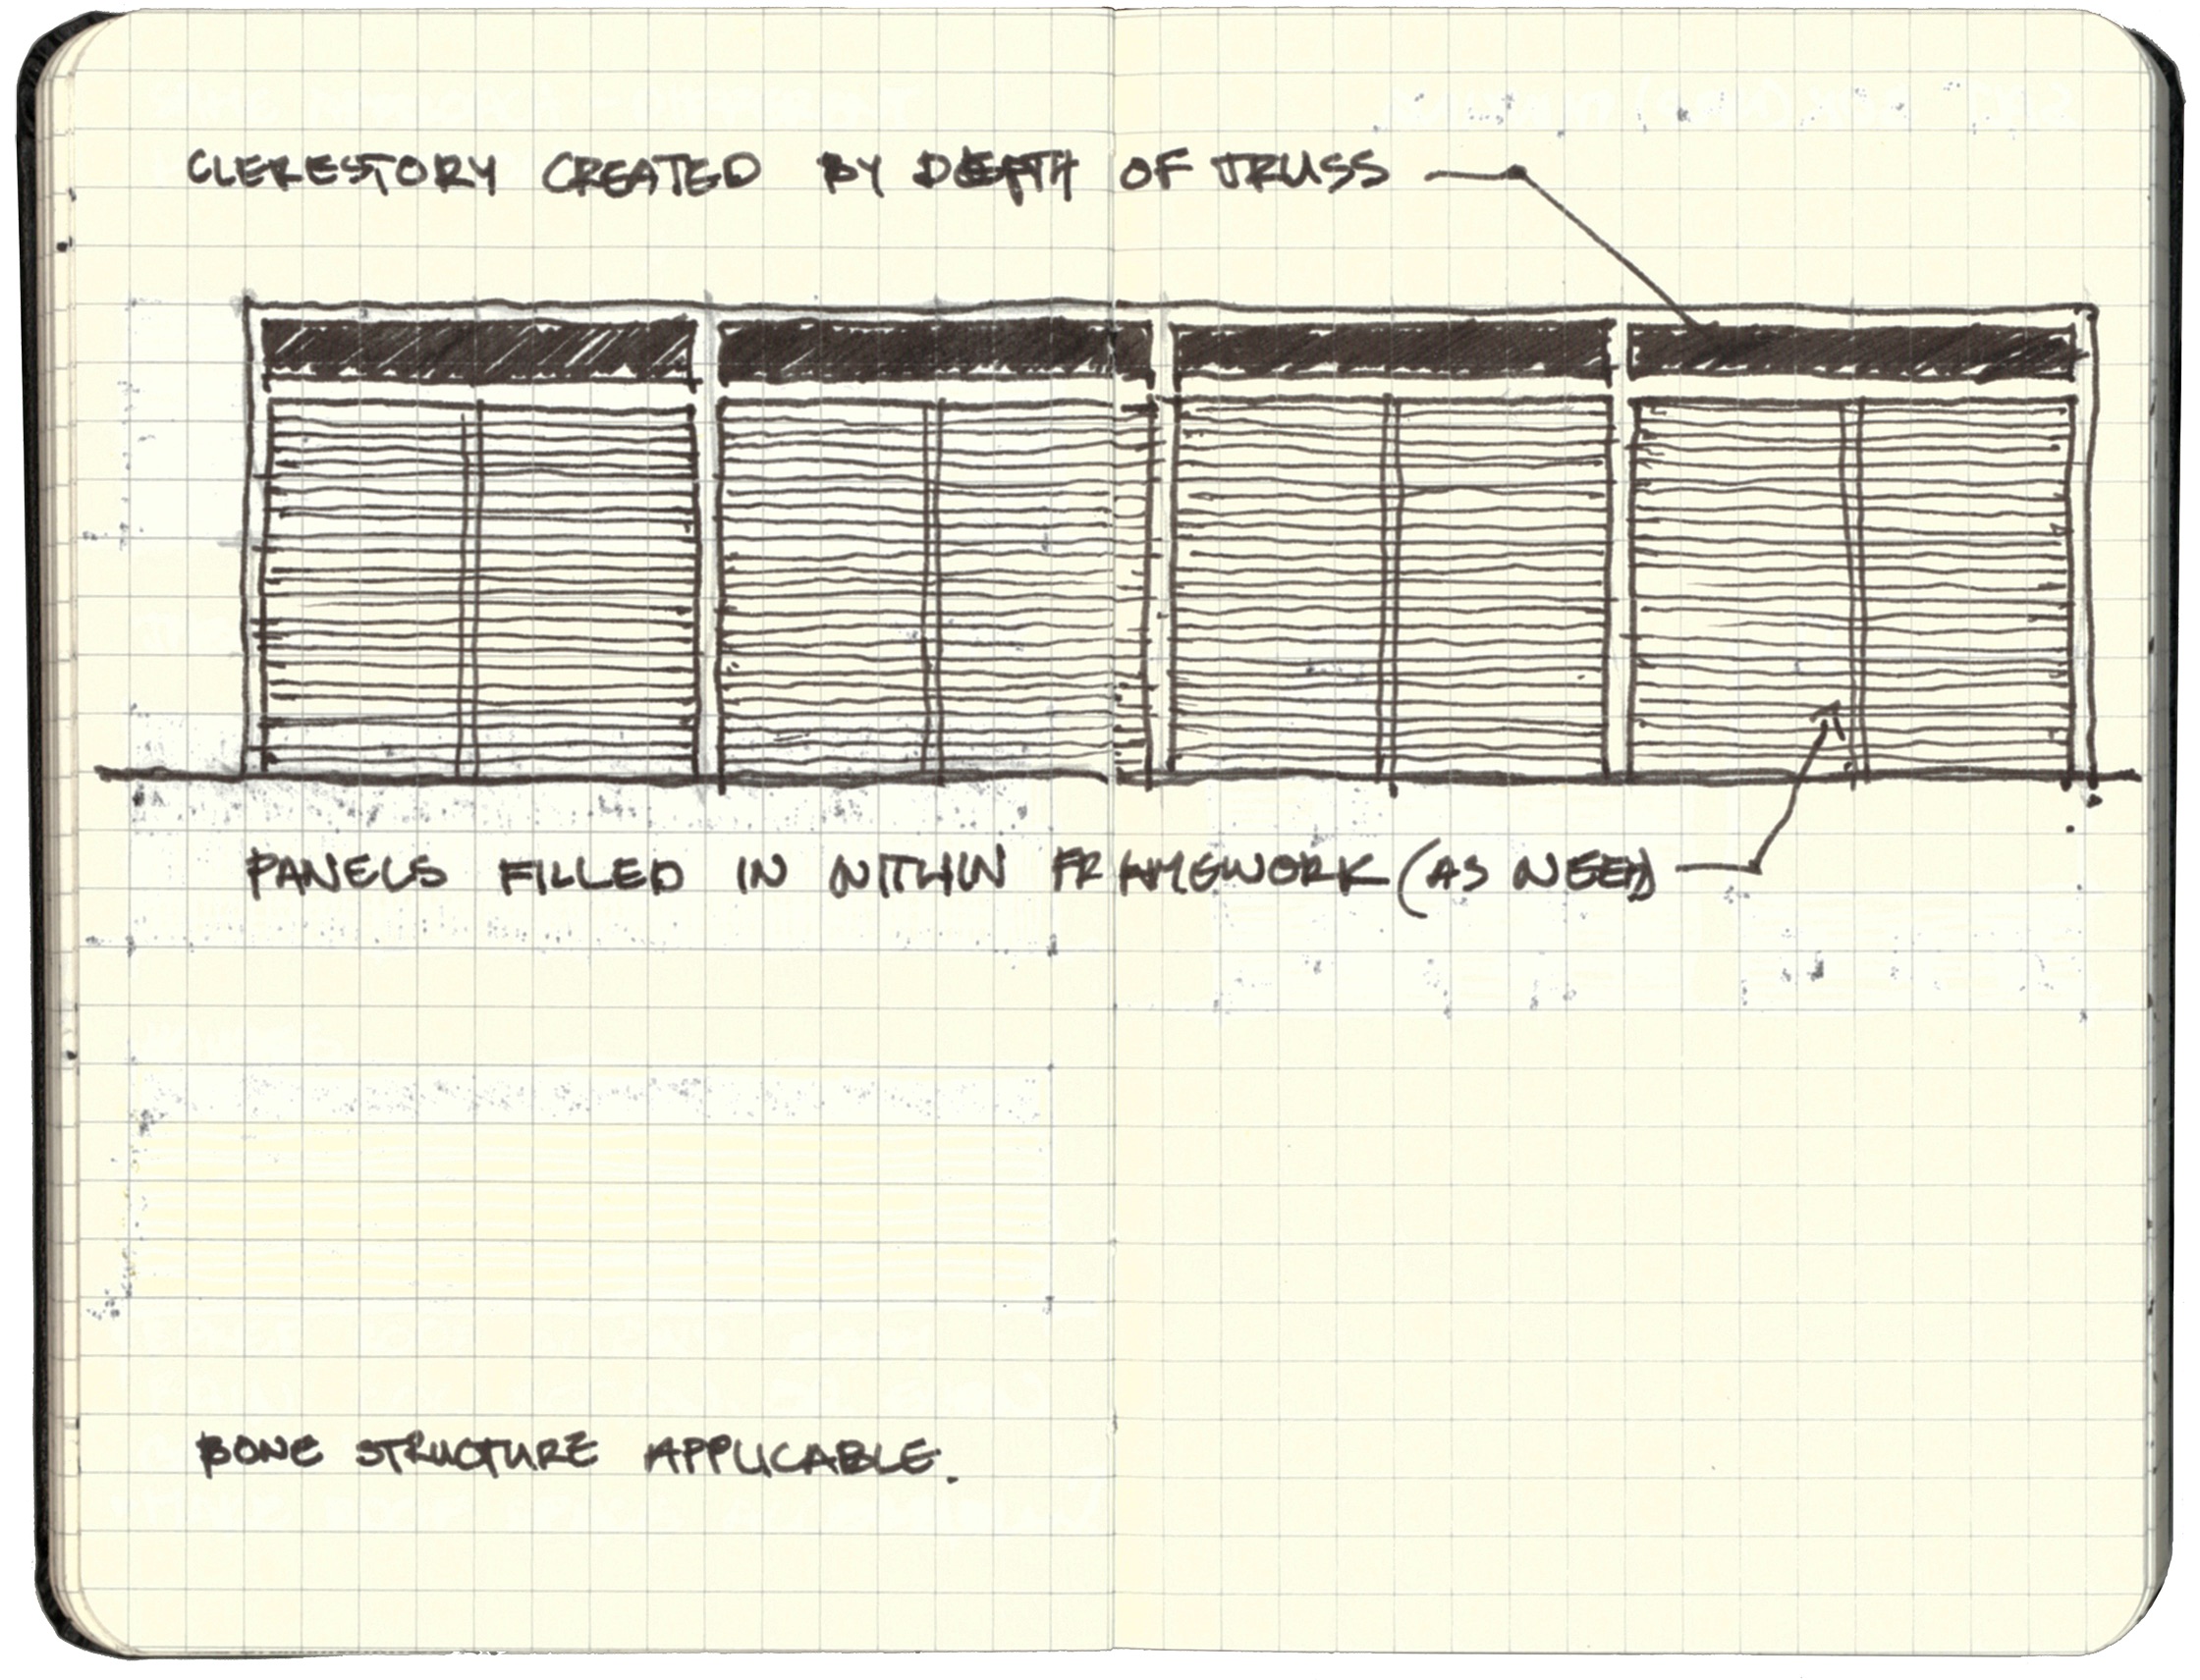 CLERESTORY CREATED BY DEPTH OF TRUSS
PANELS FILLED IN WITHIN FRAMEWORK (AS NEED)
BONE STRUCTURE APPLICABLE.